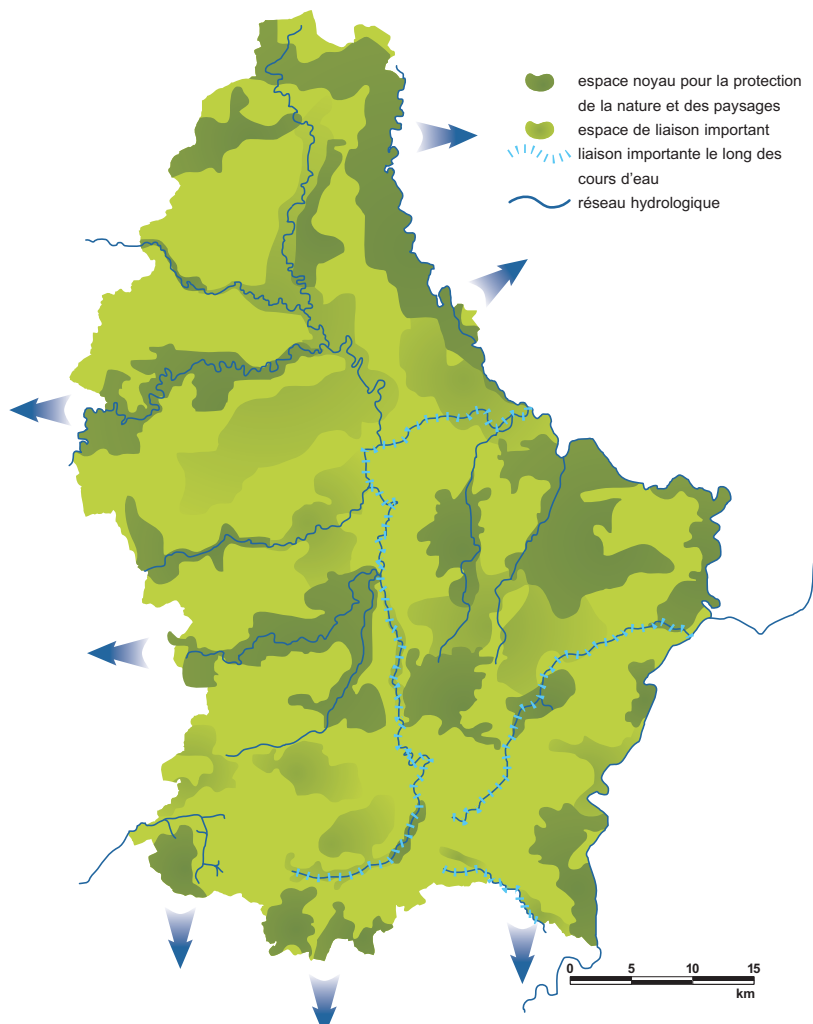 espace noyau pour la protection
de la nature et des paysages
espace de liaison important
liaison importante le long des
cours d'eau
réseau hydrologique
0 5 10 15
km